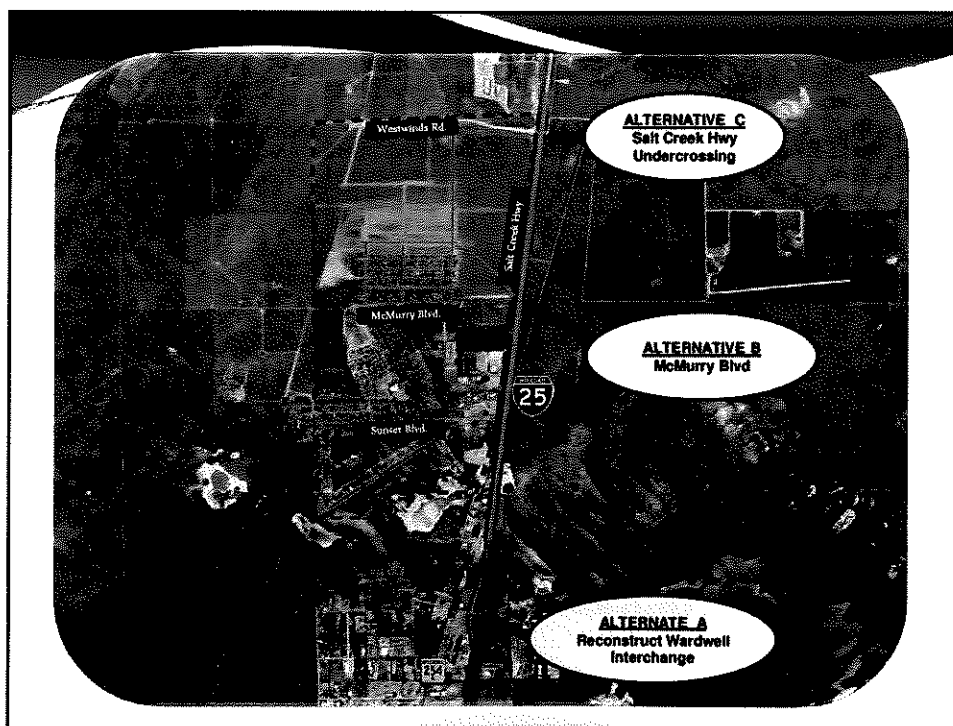 ALTERNATIVE C
Salt Creek Hwy
Undercrossing
Westwinds Rd.
Salt Creek Hwy
McMurry Blvd.
ALTERNATIVE B
McMurry Blvd
25
Sunset Blvd.
ALTERNATE A
Reconstruct Wardwell
Interchange
254